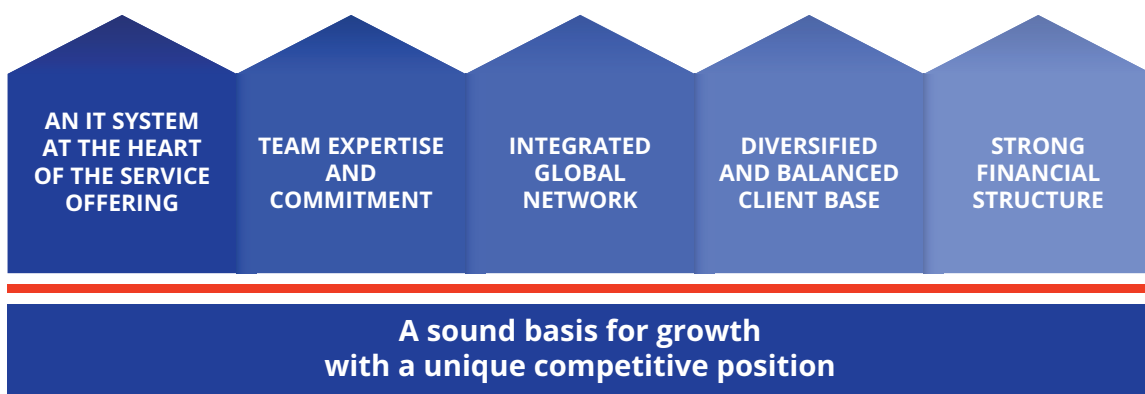 AN IT SYSTEM
AT THE HEART
OF THE SERVICE
OFFERING
TEAM EXPERTISE
AND
COMMITMENT
INTEGRATED
GLOBAL
NETWORK
DIVERSIFIED
AND BALANCED
CLIENT BASE
STRONG
FINANCIAL
STRUCTURE
A sound basis for growth
with a unique competitive position